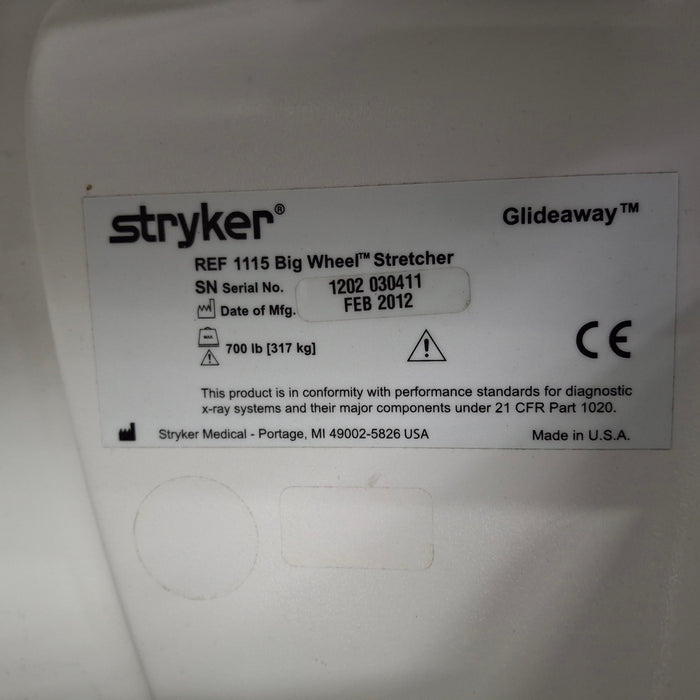 stryker®
Glideaway™
REF 1115 Big Wheel™ Stretcher
SN Serial No. 1202 030411
Date of Mfg. FEB 2012
MAX
700 lb [317 kg]
CE
This product is in conformity with performance standards for diagnostic
x-ray systems and their major components under 21 CFR Part 1020.
Stryker Medical - Portage, MI 49002-5826 USA
Made in U.S.A.